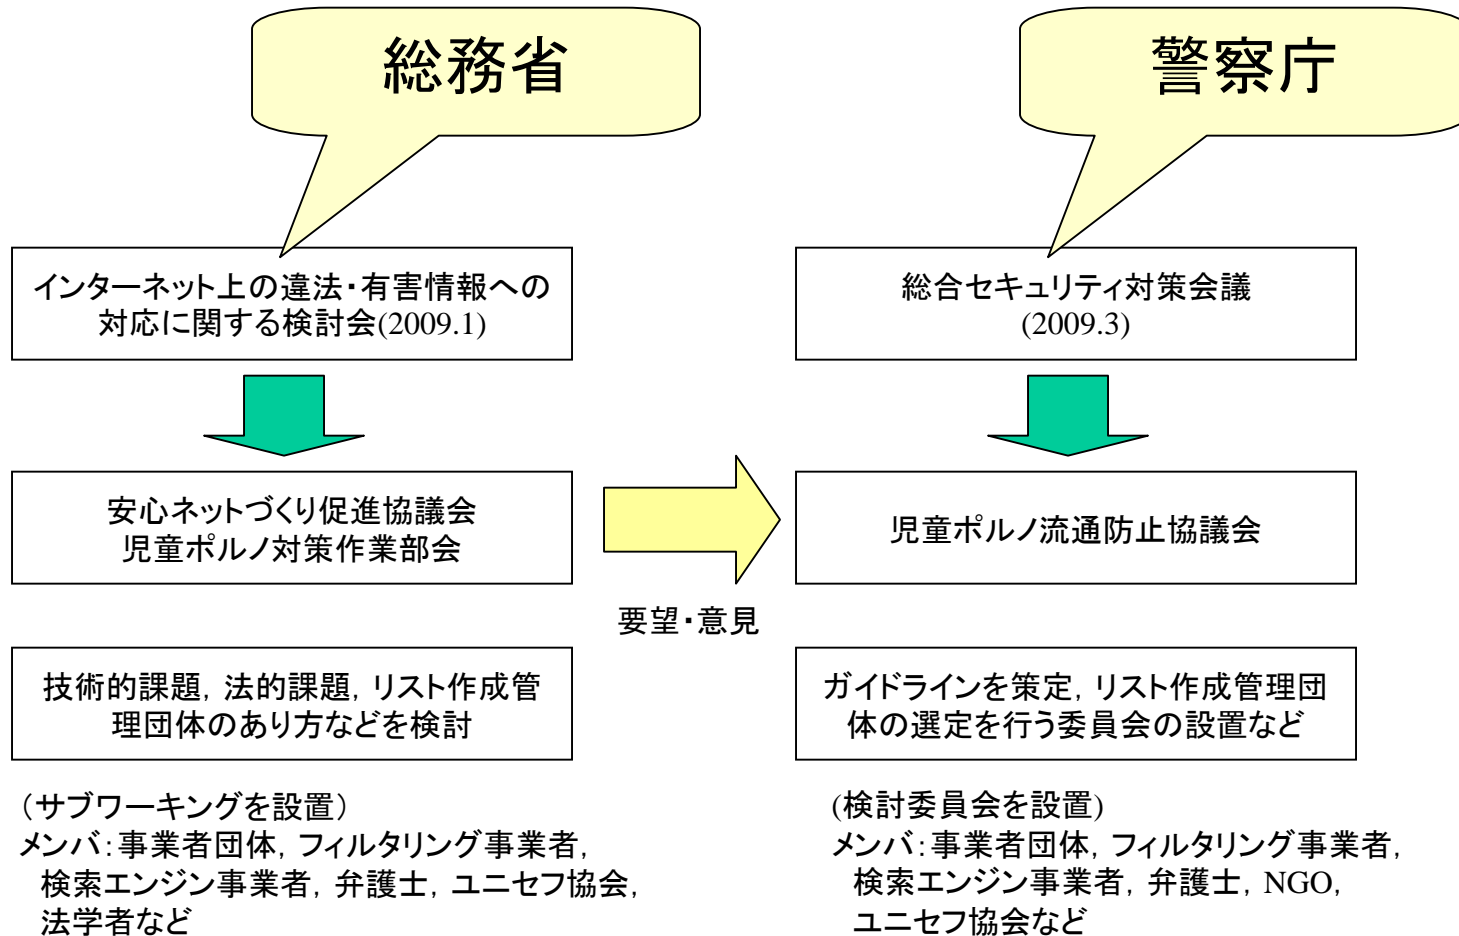 総務省
警察庁
インターネット上の違法・有害情報への
対応に関する検討会(2009.1)
総合セキュリティ対策会議
(2009.3)
安心ネットづくり促進協議会
児童ポルノ対策作業部会
児童ポルノ流通防止協議会
要望・意見
技術的課題，法的課題，リスト作成管
理団体のあり方などを検討
ガイドラインを策定，リスト作成管理団
体の選定を行う委員会の設置など
（サブワーキングを設置）
メンバ：事業者団体，フィルタリング事業者，
検索エンジン事業者，弁護士，ユニセフ協会，
法学者など
(検討委員会を設置)
メンバ：事業者団体，フィルタリング事業者，
検索エンジン事業者，弁護士，NGO，
ユニセフ協会など